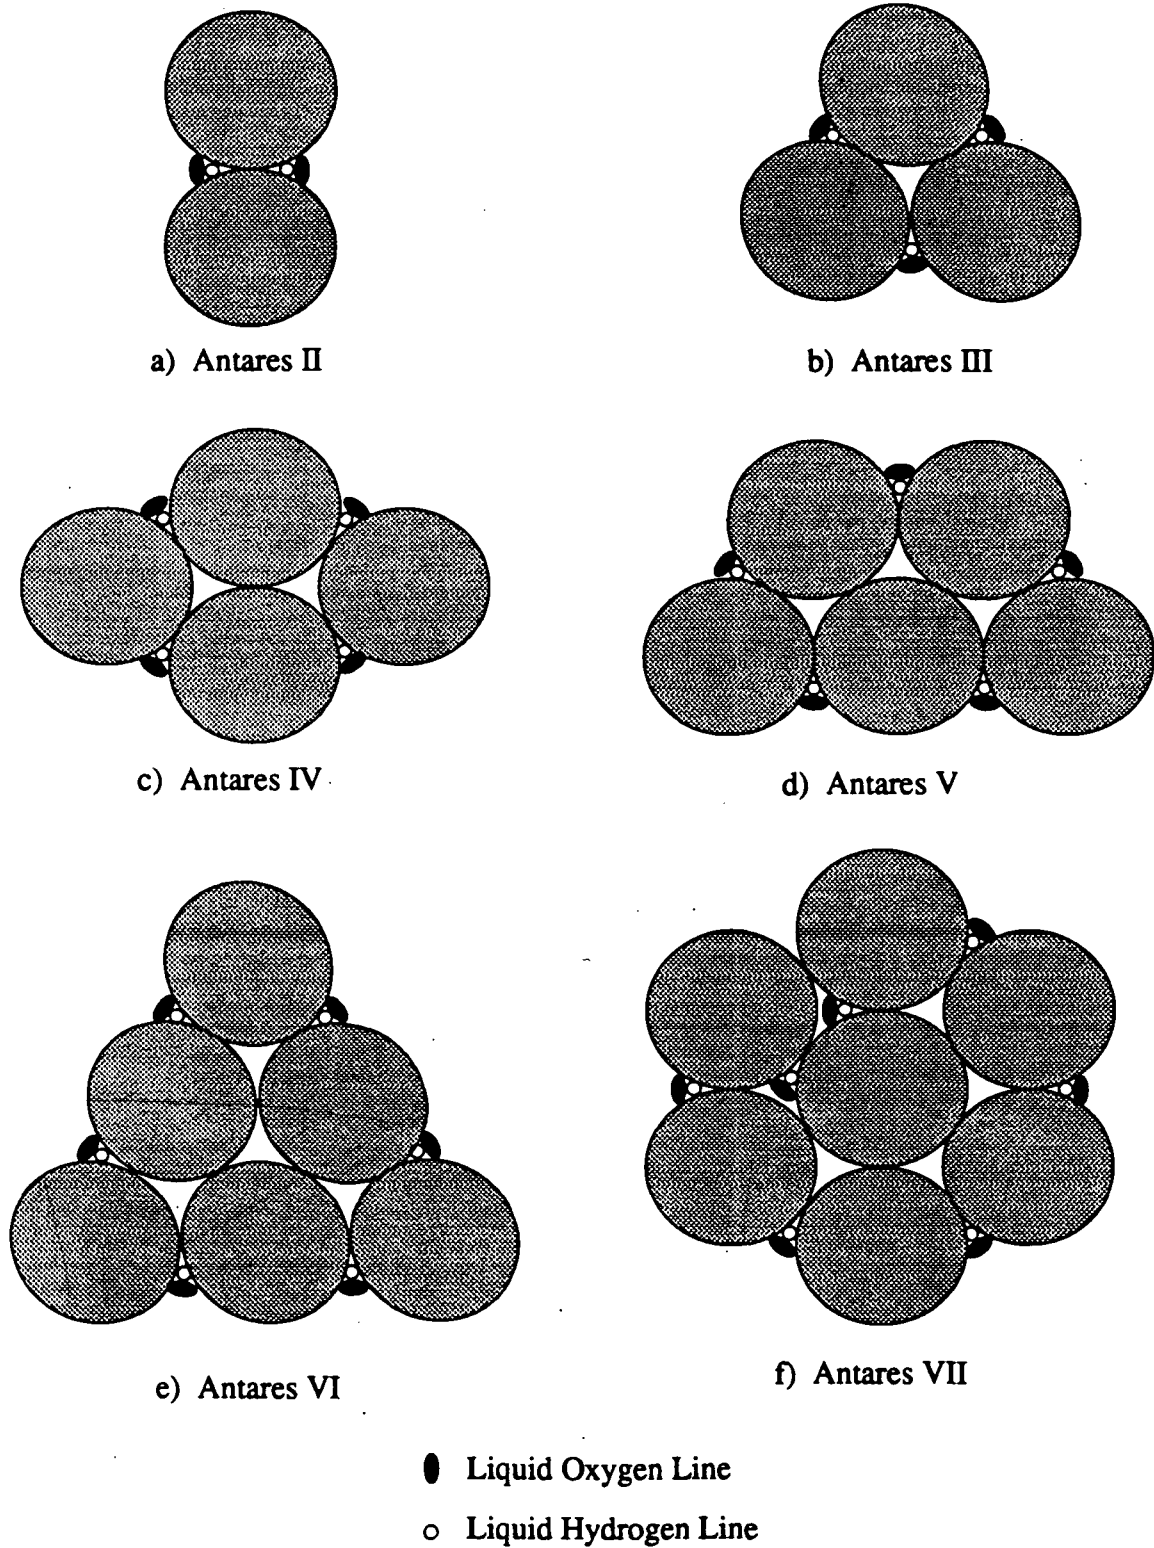 a) Antares II
b) Antares III
c) Antares IV
d) Antares V
e) Antares VI
f) Antares VII
Liquid Oxygen Line
Liquid Hydrogen Line